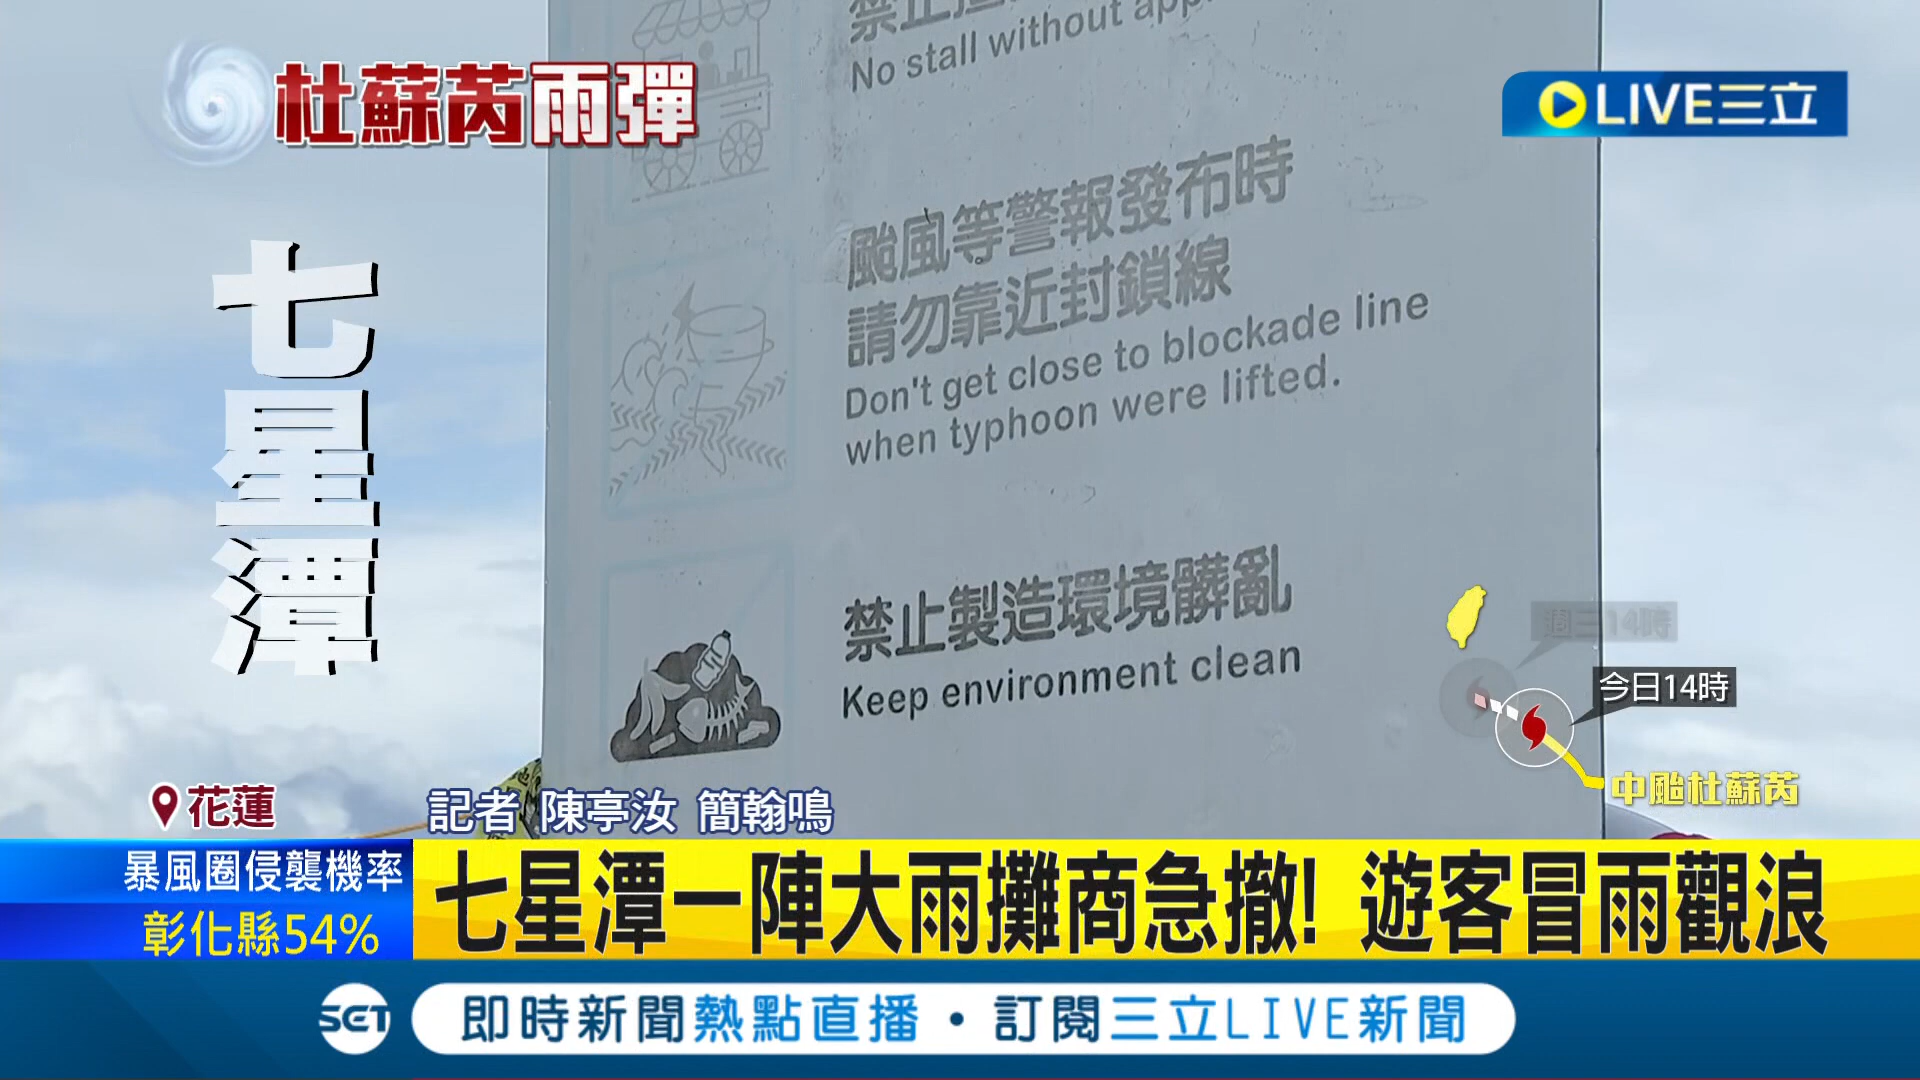 杜蘇芮雨彈
LIVE三立
七星潭
No stall without
颱風等警報發布時
請勿靠近封鎖線
Don't get close to blockade line
when typhoon were lifted.
禁止製造環境髒亂
Keep environment clean
週三14時
今日14時
中颱杜蘇芮
花蓮
記者 陳亭汝 簡翰鳴
暴風圈侵襲機率
彰化縣54%
七星潭一陣大雨攤商急撤! 遊客冒雨觀浪
SET
即時新聞熱點直播・訂閱三立LIVE新聞